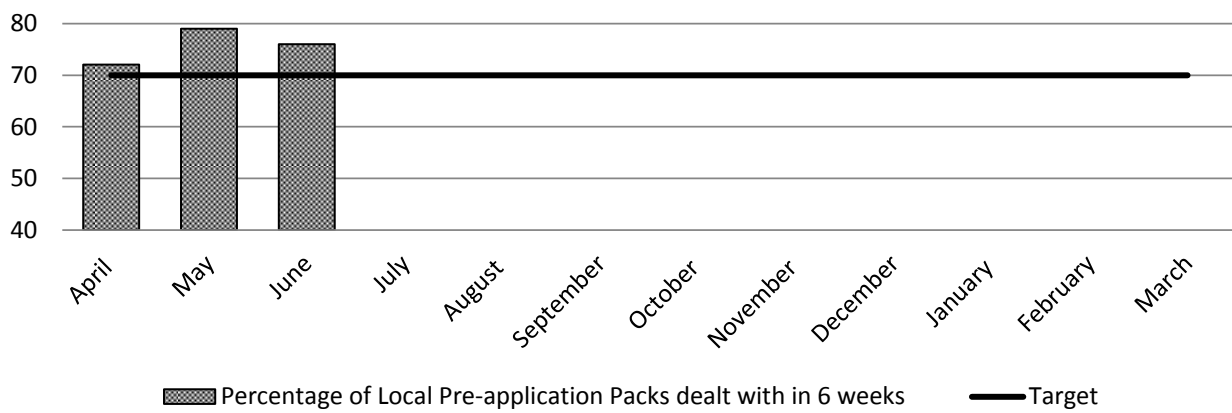 80
70
60
50
40
April May June July August September October November December January February March
Percentage of Local Pre-application Packs dealt with in 6 weeks Target